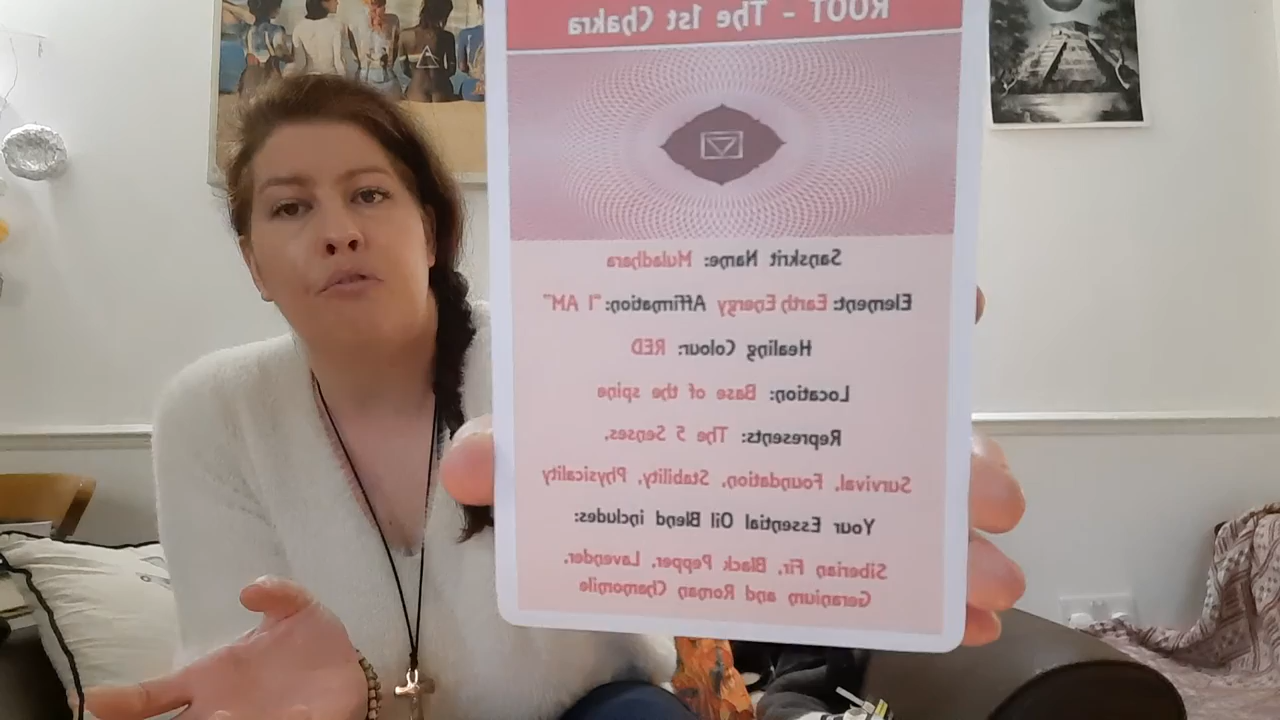 ROOT - The 1st Chakra
Sanskrit Name: Muladhara
Element: Earth Energy Affirmation: "I AM"
Healing Colour: RED
Location: Base of the spine
Represents: The 5 Senses,
Survival, Foundation, Stability, Physicality
Your Essential Oil Blend includes:
Siberian Fir, Black Pepper, Lavender,
Geranium and Roman Chamomile